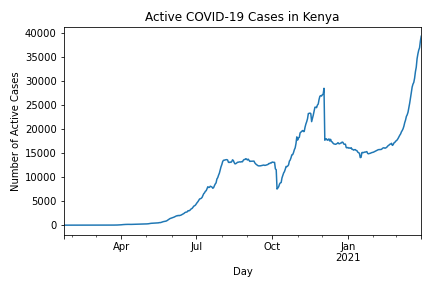 Active COVID-19 Cases in Kenya
Number of Active Cases
40000
35000
30000
25000
20000
15000
10000
5000
0
Apr
Jul
Oct
Jan
2021
Day